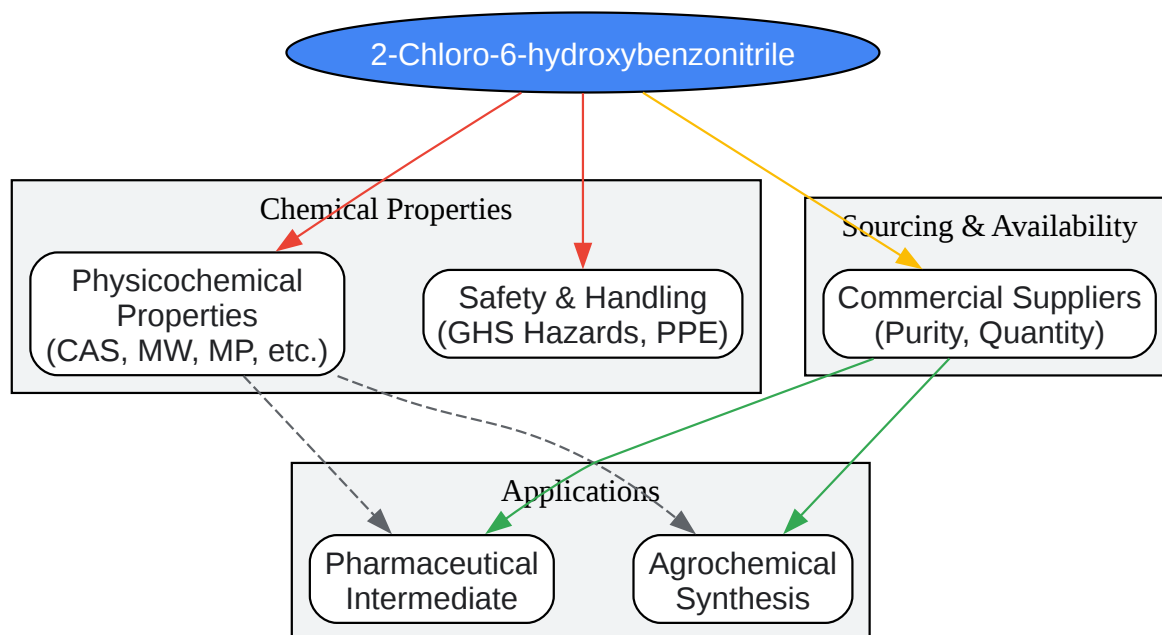 2-Chloro-6-hydroxybenzonitrile
Chemical Properties
Sourcing & Availability
Physicochemical
Properties
(CAS, MW, MP, etc.)
Safety & Handling
(GHS Hazards, PPE)
Commercial Suppliers
(Purity, Quantity)
Applications
Pharmaceutical
Intermediate
Agrochemical
Synthesis